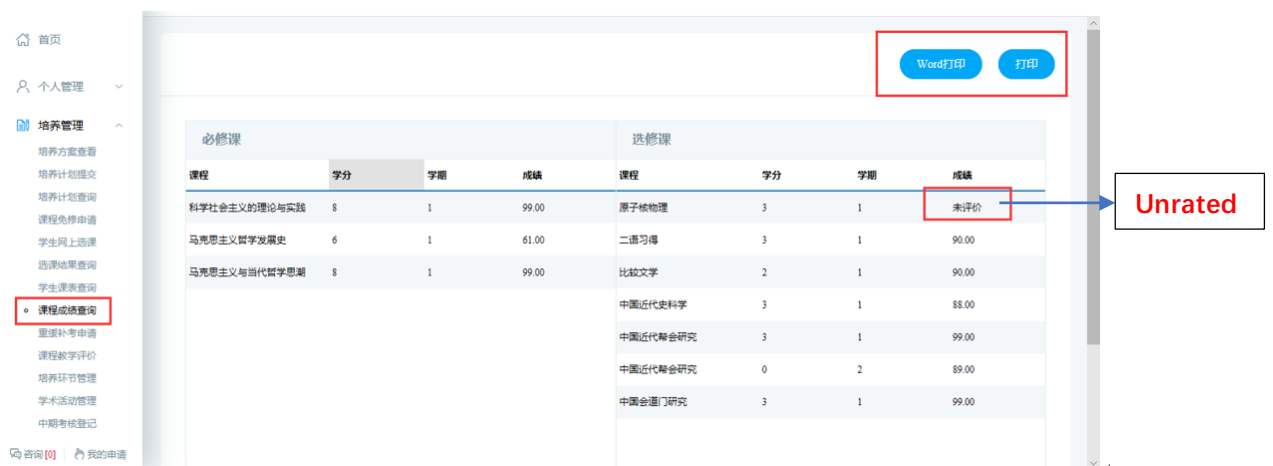 首页
个人管理
培养管理
培养方案查看
培养计划提交
培养计划查询
课程免修申请
学生网上选课
选课结果查询
学生课表查询
课程成绩查询
重缓补考申请
课程教学评价
培养环节管理
学术活动管理
中期考核登记
咨询[0] 我的申请
Word打印 打印
必修课 选修课
课程 学分 学期 成绩 课程 学分 学期 成绩
科学社会主义的理论与实践 8 1 99.00 原子核物理 3 1 未评价
马克思主义哲学发展史 6 1 61.00 二语习得 3 1 90.00
马克思主义与当代哲学思潮 8 1 99.00 比较文学 2 1 90.00
中国近代史科学 3 1 88.00
中国近代帮会研究 3 1 99.00
中国近代帮会研究 0 2 89.00
中国会道门研究 3 1 99.00
Unrated